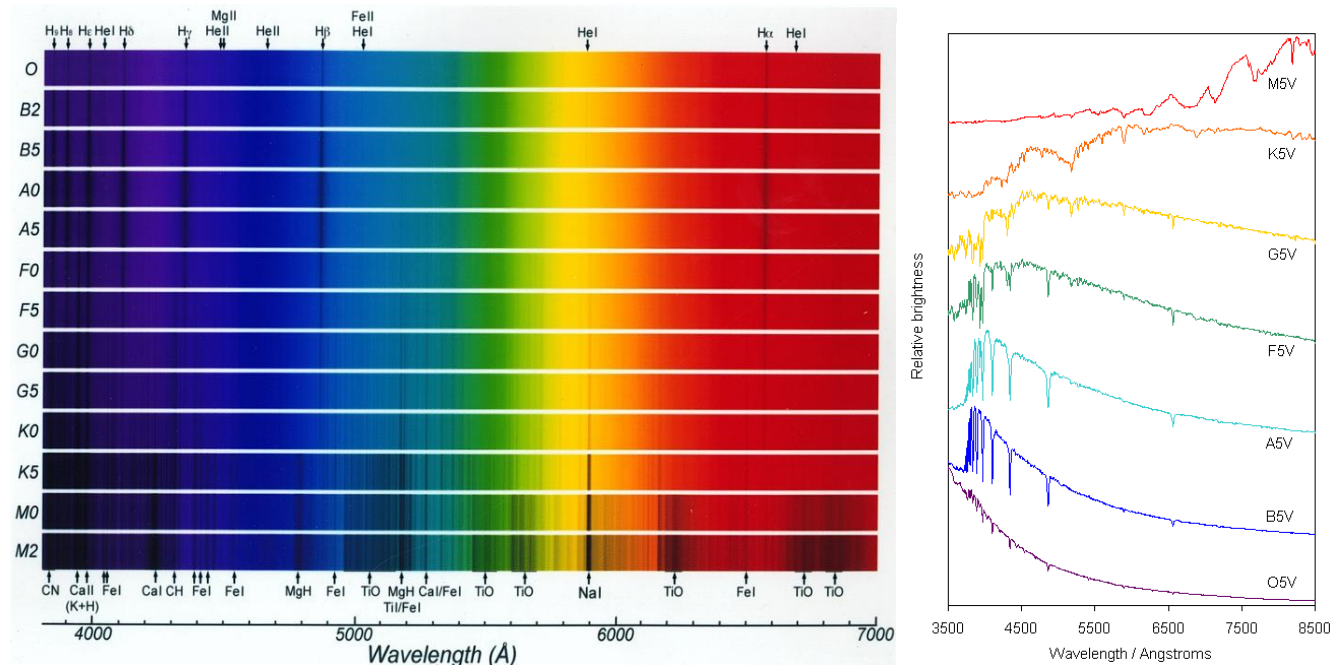 MgII FeII
H₉ H₈ Hε HeI Hδ Hγ HeII HeII Hβ HeI HeI Hα HeI
O
B2
B5
A0
A5
F0
F5
G0
G5
K0
K5
M0
M2
CN CaII FeI CaI CH FeI FeI MgH FeI TiO MgH CaI/FeI TiO TiO NaI TiO FeI TiO TiO
(K+H) TiI/FeI
4000 5000 6000 7000
Wavelength (Å)
Relative brightness
M5V
K5V
G5V
F5V
A5V
B5V
O5V
3500 4500 5500 6500 7500 8500
Wavelength / Angstroms